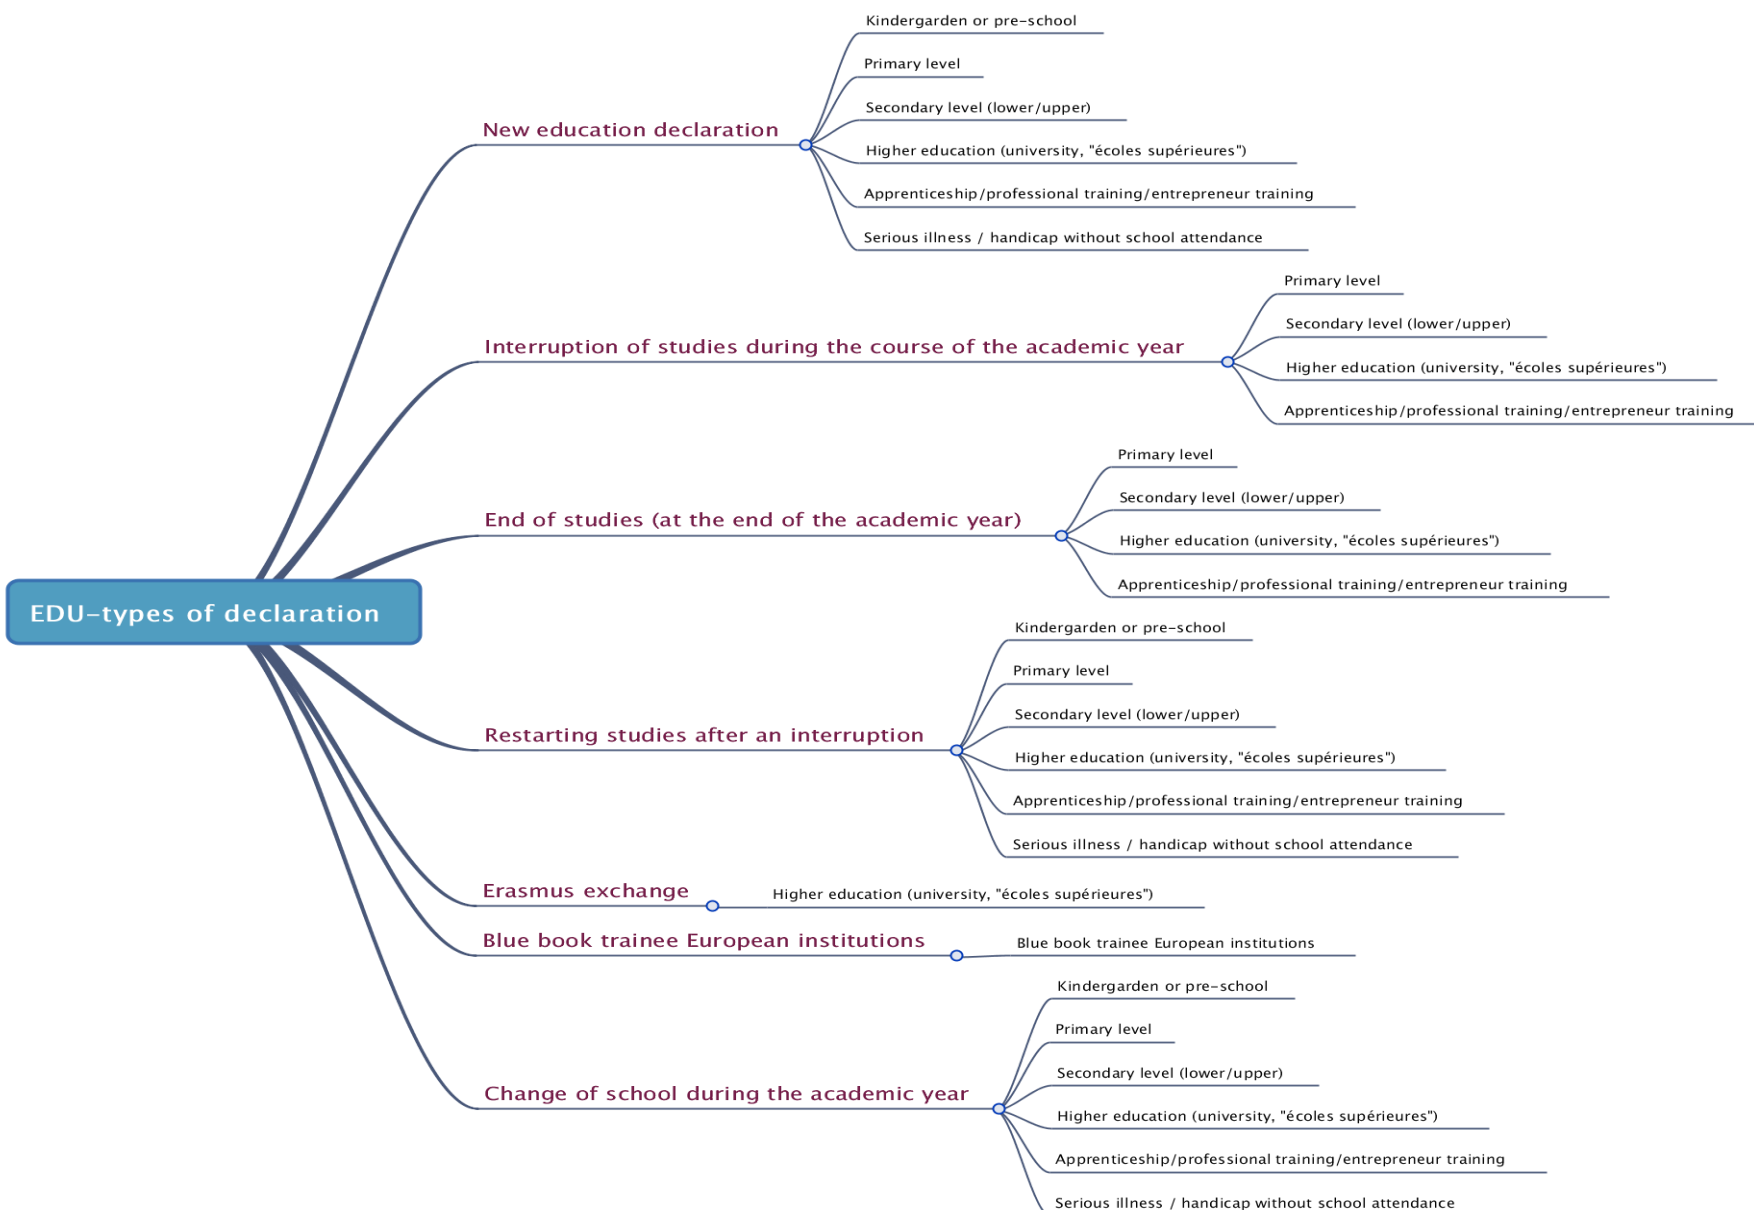 EDU-types of declaration
New education declaration
Kindergarden or pre-school
Primary level
Secondary level (lower/upper)
Higher education (university, "écoles supérieures")
Apprenticeship/professional training/entrepreneur training
Serious illness / handicap without school attendance
Interruption of studies during the course of the academic year
Primary level
Secondary level (lower/upper)
Higher education (university, "écoles supérieures")
Apprenticeship/professional training/entrepreneur training
End of studies (at the end of the academic year)
Primary level
Secondary level (lower/upper)
Higher education (university, "écoles supérieures")
Apprenticeship/professional training/entrepreneur training
Restarting studies after an interruption
Kindergarden or pre-school
Primary level
Secondary level (lower/upper)
Higher education (university, "écoles supérieures")
Apprenticeship/professional training/entrepreneur training
Serious illness / handicap without school attendance
Erasmus exchange
Higher education (university, "écoles supérieures")
Blue book trainee European institutions
Blue book trainee European institutions
Change of school during the academic year
Kindergarden or pre-school
Primary level
Secondary level (lower/upper)
Higher education (university, "écoles supérieures")
Apprenticeship/professional training/entrepreneur training
Serious illness / handicap without school attendance